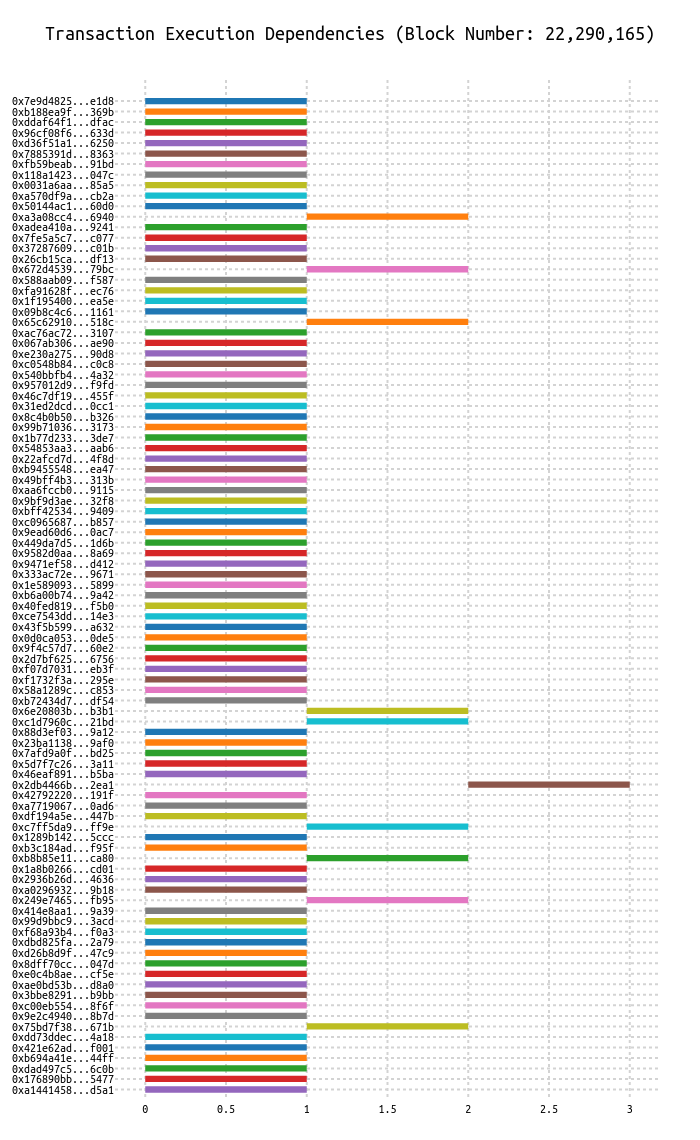 Transaction Execution Dependencies (Block Number: 22,290,165)
0x7e9d4825...e1d8
0xb188ea9f...369b
0xddaf64f1...dfac
0x96cf08f6...633d
0xd36f51a1...6250
0x7885391d...8363
0xfb59beab...91bd
0x118a1423...047c
0x0031a6aa...85a5
0xa570df9a...cb2a
0x50144ac1...60d0
0xa3a08cc4...6940
0xadea410a...9241
0x7fe5a5c7...c077
0x37287609...c01b
0x26cb15ca...df13
0x672d4539...79bc
0x588aab09...f587
0xfa91628f...ec76
0x1f195400...ea5e
0x09b8c4c6...1161
0x65c62910...518c
0xac76ac72...3107
0x067ab306...ae90
0xe230a275...90d8
0xc0548b84...c0c8
0x540bbfb4...4a32
0x957012d9...f9fd
0x46c7df19...455f
0x31ed2dcd...0cc1
0x8c4b0b50...b326
0x99b71036...3173
0x1b77d233...3de7
0x54853aa3...aab6
0x22afcd7d...4f8d
0xb9455548...ea47
0x49bff4b3...313b
0xaa6fccb0...9115
0x9bf9d3ae...32f8
0xbff42534...9409
0xc0965687...b857
0x9ead60d6...0ac7
0x449da7d5...1d6b
0x9582d0aa...8a69
0x9471ef58...d412
0x333ac72e...9671
0x1e589093...5899
0xb6a00b74...9a42
0x40fed819...f5b0
0xce7543dd...14e3
0x43f5b599...a632
0x0d0ca053...0de5
0x9f4c57d7...60e2
0x2d7bf625...6756
0xf07d7031...eb3f
0xf1732f3a...295e
0x58a1289c...c853
0xb72434d7...df54
0x6e20803b...b3b1
0xc1d7960c...21bd
0x88d3ef03...9a12
0x23ba1138...9af0
0x7afd9a0f...bd25
0x5d7f7c26...3a11
0x46eaf891...b5ba
0x2db4466b...2ea1
0x42792220...191f
0xa7719067...0ad6
0xdf194a5e...447b
0xc7ff5da9...ff9e
0x1289b142...5ccc
0xb3c184ad...f95f
0xb8b85e11...ca80
0x1a8b0266...cd01
0x2936b26d...4636
0xa0296932...9b18
0x249e7465...fb95
0x414e8aa1...9a39
0x99d9bbc9...3acd
0xf68a93b4...f0a3
0xdbd825fa...2a79
0xd26b8d9f...47c9
0x8dff70cc...047d
0xe0c4b8ae...cf5e
0xae0bd53b...d8a0
0x3bbe8291...b9bb
0xc00eb554...8f6f
0x9e2c4940...8b7d
0x75bd7f38...671b
0xdd73ddec...4a18
0x421e62ad...f001
0xb694a41e...44ff
0xdad497c5...6c0b
0x176890bb...5477
0xa1441458...d5a1
0 0.5 1 1.5 2 2.5 3